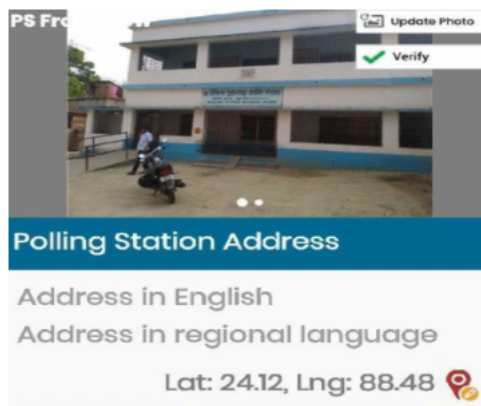 PS Fro
Update Photo
Verify
Polling Station Address
Address in English
Address in regional language
Lat: 24.12, Lng: 88.48